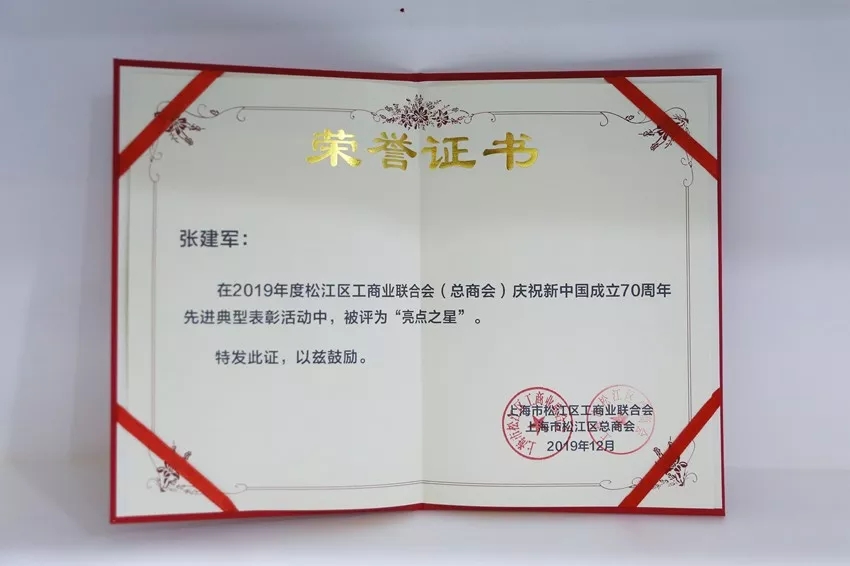 荣誉证书
张建军：
在2019年度松江区工商业联合会（总商会）庆祝新中国成立70周年
先进典型表彰活动中，被评为“亮点之星”。
特发此证，以兹鼓励。
上海市松江区工商业联合会
上海市松江区总商会
2019年12月